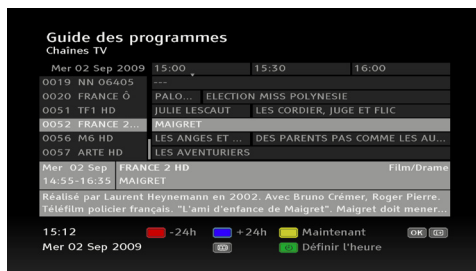 Guide des programmes
Chaînes TV
Mer 02 Sep 2009 15:00 15:30 16:00
0019 NN 06405 ---
0020 FRANCE Ô PALO... ELECTION MISS POLYNESIE
0051 TF1 HD JULIE LESCAUT LES CORDIER, JUGE ET FLIC
0052 FRANCE 2... MAIGRET
0056 M6 HD LES ANGES ET ... DES PARENTS PAS COMME LES AU...
0057 ARTE HD LES AVENTURIERS
Mer 02 Sep FRANCE 2 HD Film/Drame
14:55-16:35 MAIGRET
Réalisé par Laurent Heynemann en 2002. Avec Bruno Crémer, Roger Pierre.
Téléfilm policier français. "L'ami d'enfance de Maigret". Maigret doit mener...
15:12 -24h +24h Maintenant OK
Mer 02 Sep 2009 Définir l'heure